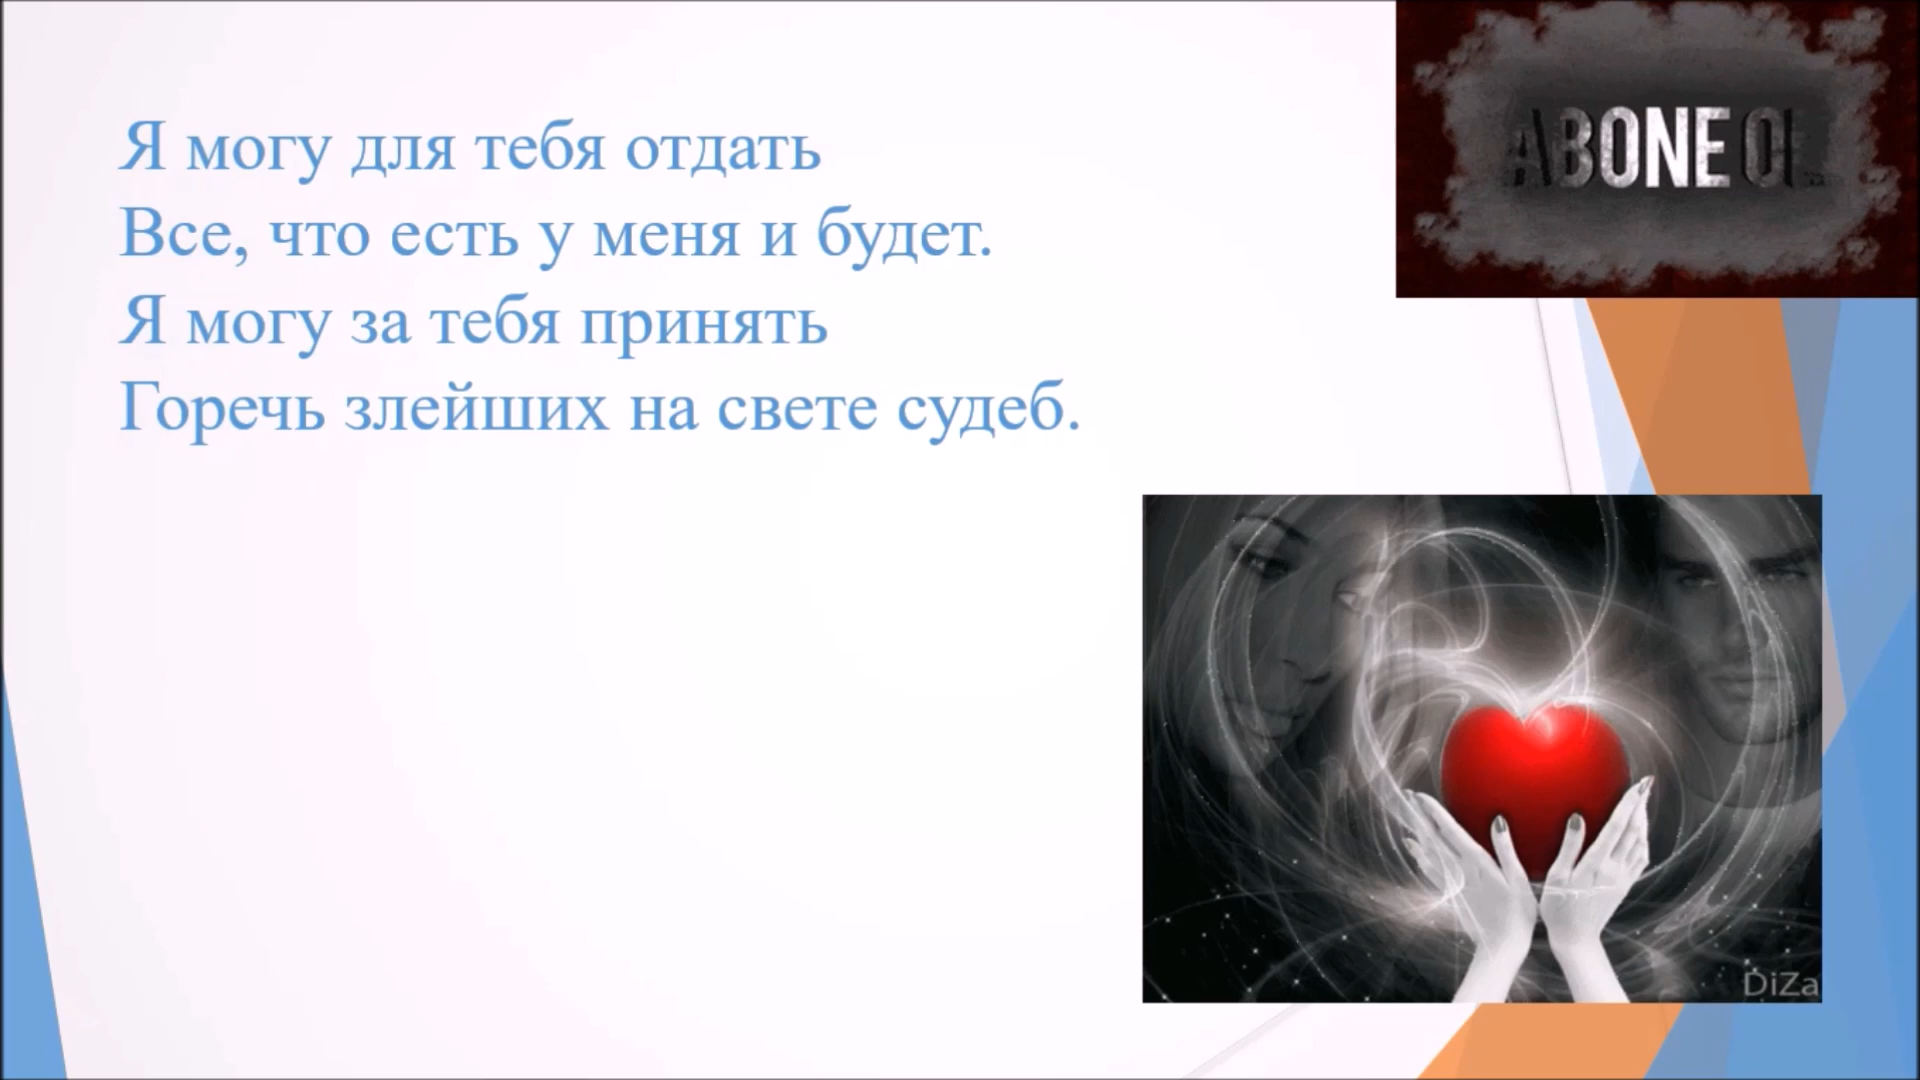 Я могу для тебя отдать
Все, что есть у меня и будет.
Я могу за тебя принять
Горечь злейших на свете судеб.
ABONE OL
DiZa